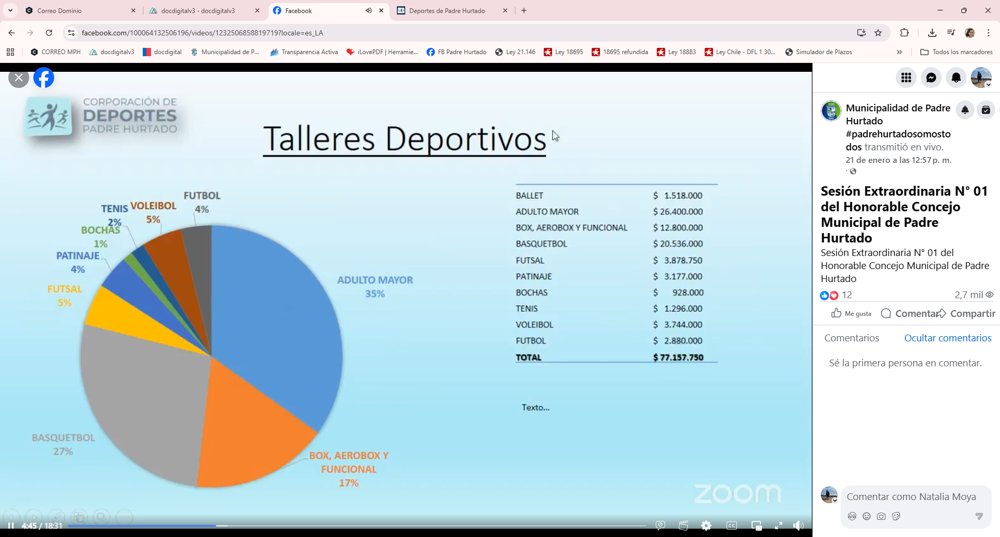 Correo Dominio
docdigitalv3 - docdigitalv3
Facebook
Deportes de Padre Hurtado
facebook.com/100064132506196/videos/1232506858819719?locale=es_LA
CORREO MPH
docdigitalv3
docdigital
Municipalidad de P...
Transparencia Activa
iLovePDF | Herramie...
FB Padre Hurtado
Ley 21.146
Ley 18695
18695 refundida
Ley 18883
Ley Chile - DFL 1 30...
Simulador de Plazos
Todos los marcadores
CORPORACIÓN DE
DEPORTES
PADRE HURTADO
Talleres Deportivos
FUTBOL
4%
VOLEIBOL
5%
TENIS
2%
BOCHAS
1%
PATINAJE
4%
FUTSAL
5%
ADULTO MAYOR
35%
BASQUETBOL
27%
BOX, AEROBOX Y
FUNCIONAL
17%
BALLET $ 1.518.000
ADULTO MAYOR $ 26.400.000
BOX, AEROBOX Y FUNCIONAL $ 12.800.000
BASQUETBOL $ 20.536.000
FUTSAL $ 3.878.750
PATINAJE $ 3.177.000
BOCHAS $ 928.000
TENIS $ 1.296.000
VOLEIBOL $ 3.744.000
FUTBOL $ 2.880.000
TOTAL $ 77.157.750
Texto...
zoom
4:45 / 18:31
CC
Municipalidad de Padre
Hurtado
#padrehurtadosomosto
dos transmitió en vivo.
21 de enero a las 12:57 p. m.
·
Sesión Extraordinaria N° 01
del Honorable Concejo
Municipal de Padre
Hurtado
Sesión Extraordinaria N° 01 del
Honorable Concejo Municipal de Padre
Hurtado
12
2,7 mil
Me gusta
Comentar
Compartir
Comentarios
Ocultar comentarios
Sé la primera persona en comentar.
Comentar como Natalia Moya